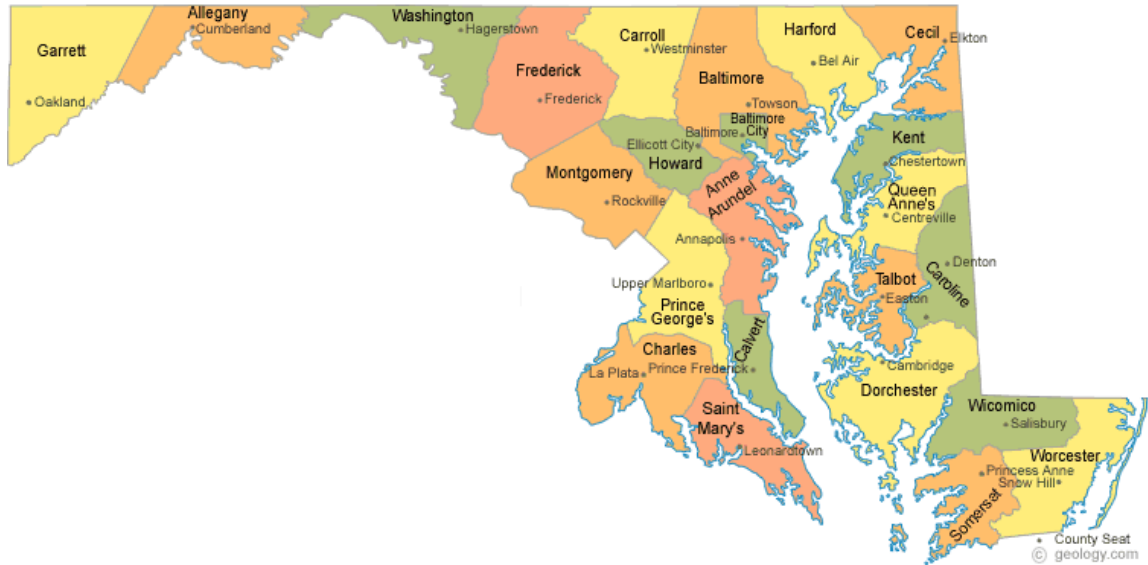 Garrett
Oakland
Allegany
Cumberland
Washington
Hagerstown
Frederick
Frederick
Carroll
Westminster
Baltimore
Towson
Baltimore
City
Baltimore
Harford
Bel Air
Cecil
Elkton
Howard
Ellicott City
Montgomery
Rockville
Anne
Arundel
Annapolis
Kent
Chestertown
Queen
Anne's
Centreville
Caroline
Denton
Talbot
Easton
Prince
George's
Upper Marlboro
Calvert
Prince Frederick
Charles
La Plata
Saint
Mary's
Leonardtown
Dorchester
Cambridge
Wicomico
Salisbury
Worcester
Snow Hill
Somerset
Princess Anne
County Seat
© geology.com